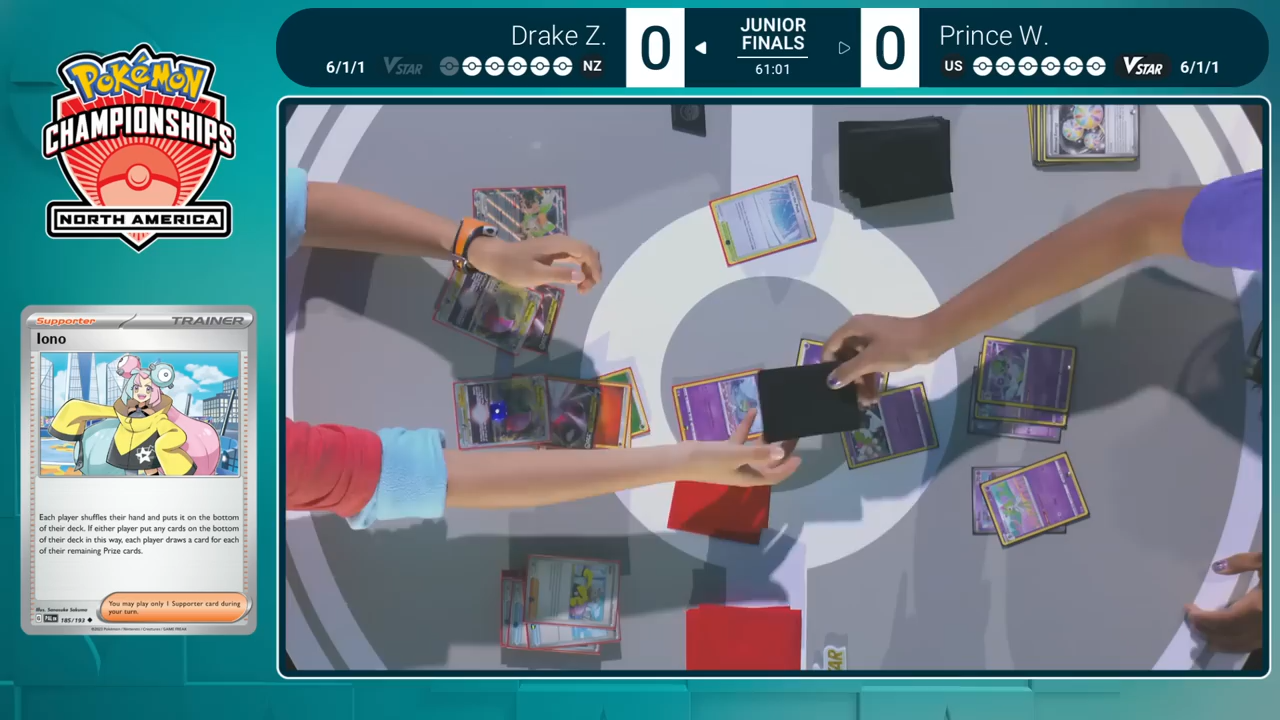 Drake Z.
0
JUNIOR
FINALS
61:01
0
Prince W.
6/1/1
VSTAR
NZ
US
VSTAR
6/1/1
POKÉMON
CHAMPIONSHIPS
NORTH AMERICA
Supporter
TRAINER
Iono
Each player shuffles their hand and puts it on the bottom
of their deck. If either player put any cards on the bottom
of their deck in this way, each player draws a card for each
of their remaining Prize cards.
You may play only 1 Supporter card during
your turn.
185/193